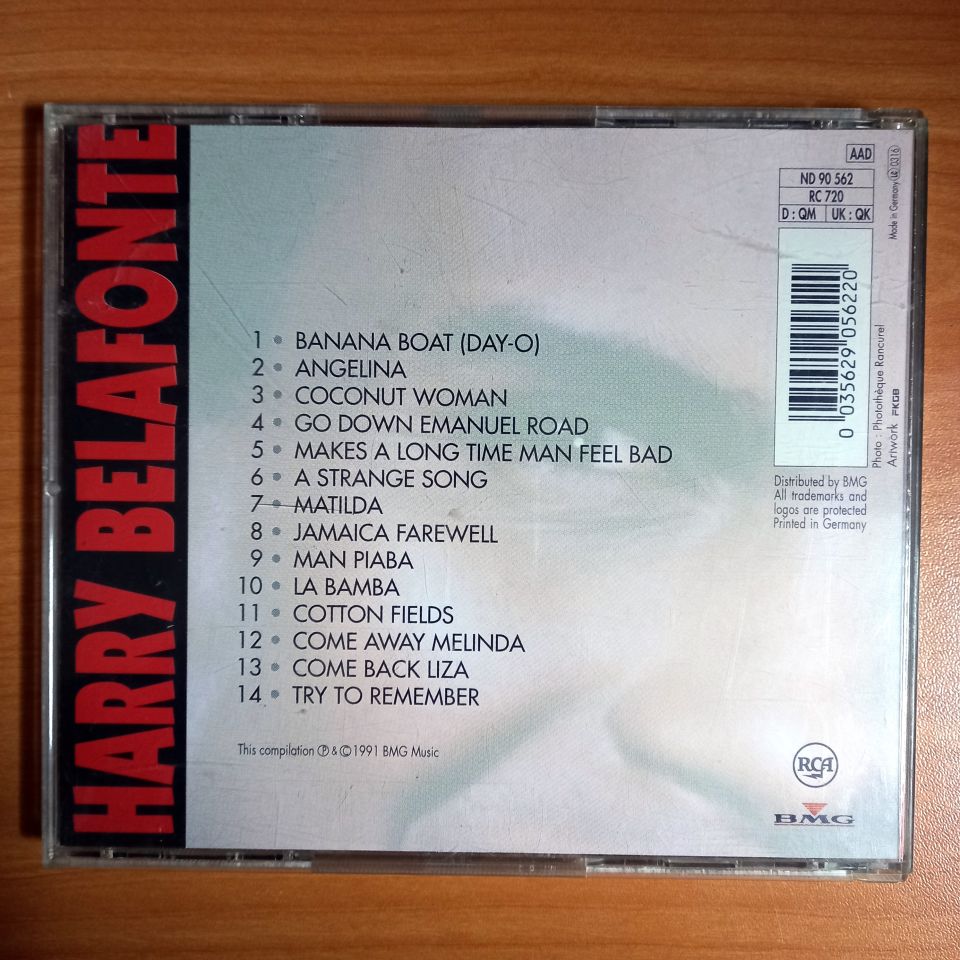 HARRY BELAFONTE
AAD
ND 90 562
RC 720
D : QM UK : QK
Made in Germany LC 0316
0 035629 056220
Photo : Photothèque Rancurel
Artwork FKGB
Distributed by BMG
All trademarks and
logos are protected
Printed in Germany
1 • BANANA BOAT (DAY-O)
2 • ANGELINA
3 • COCONUT WOMAN
4 • GO DOWN EMANUEL ROAD
5 • MAKES A LONG TIME MAN FEEL BAD
6 • A STRANGE SONG
7 • MATILDA
8 • JAMAICA FAREWELL
9 • MAN PIABA
10 • LA BAMBA
11 • COTTON FIELDS
12 • COME AWAY MELINDA
13 • COME BACK LIZA
14 • TRY TO REMEMBER
This compilation ℗ & © 1991 BMG Music
RCA
BMG